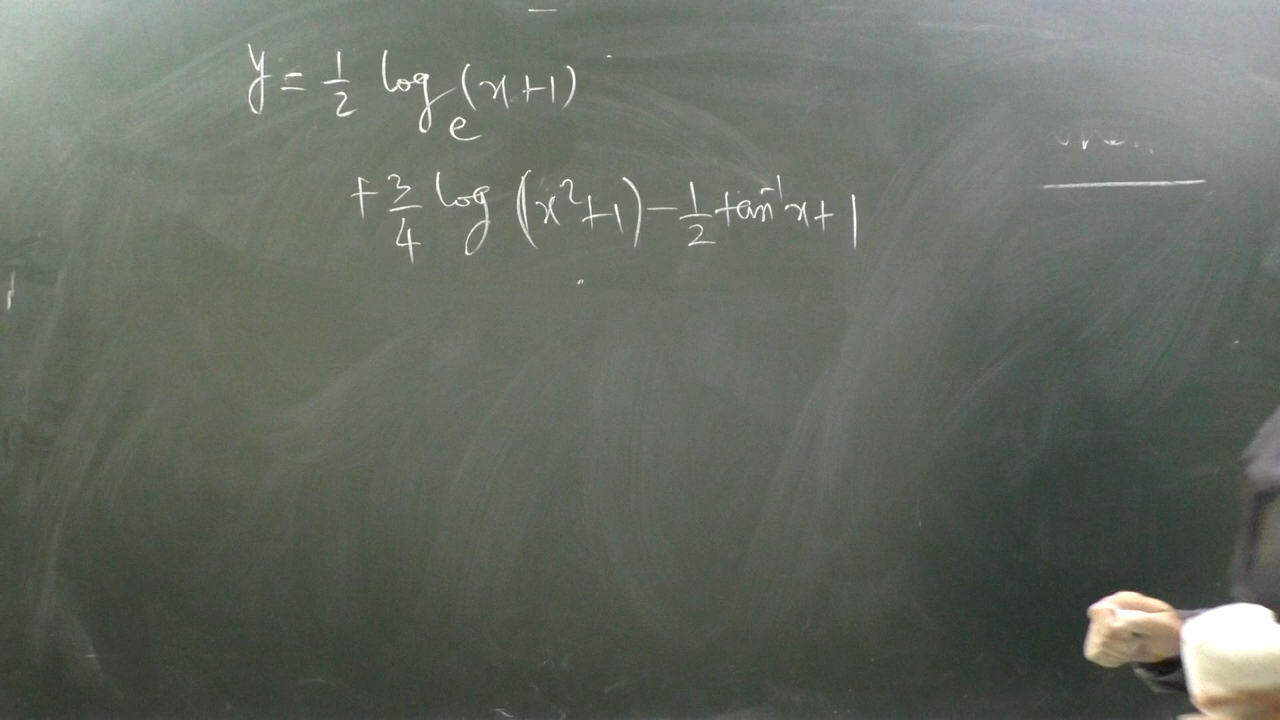 y = 1/2 log_e (x+1)
+ 3/4 log (x²+1) - 1/2 tan⁻¹x + 1